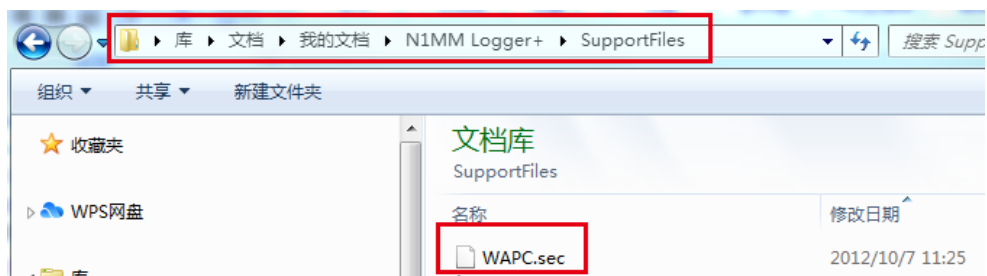 库 ▸ 文档 ▸ 我的文档 ▸ N1MM Logger+ ▸ SupportFiles
搜索 Supp
组织 ▼ 共享 ▼ 新建文件夹
收藏夹
WPS网盘
库
文档库
SupportFiles
名称 修改日期
WAPC.sec 2012/10/7 11:25